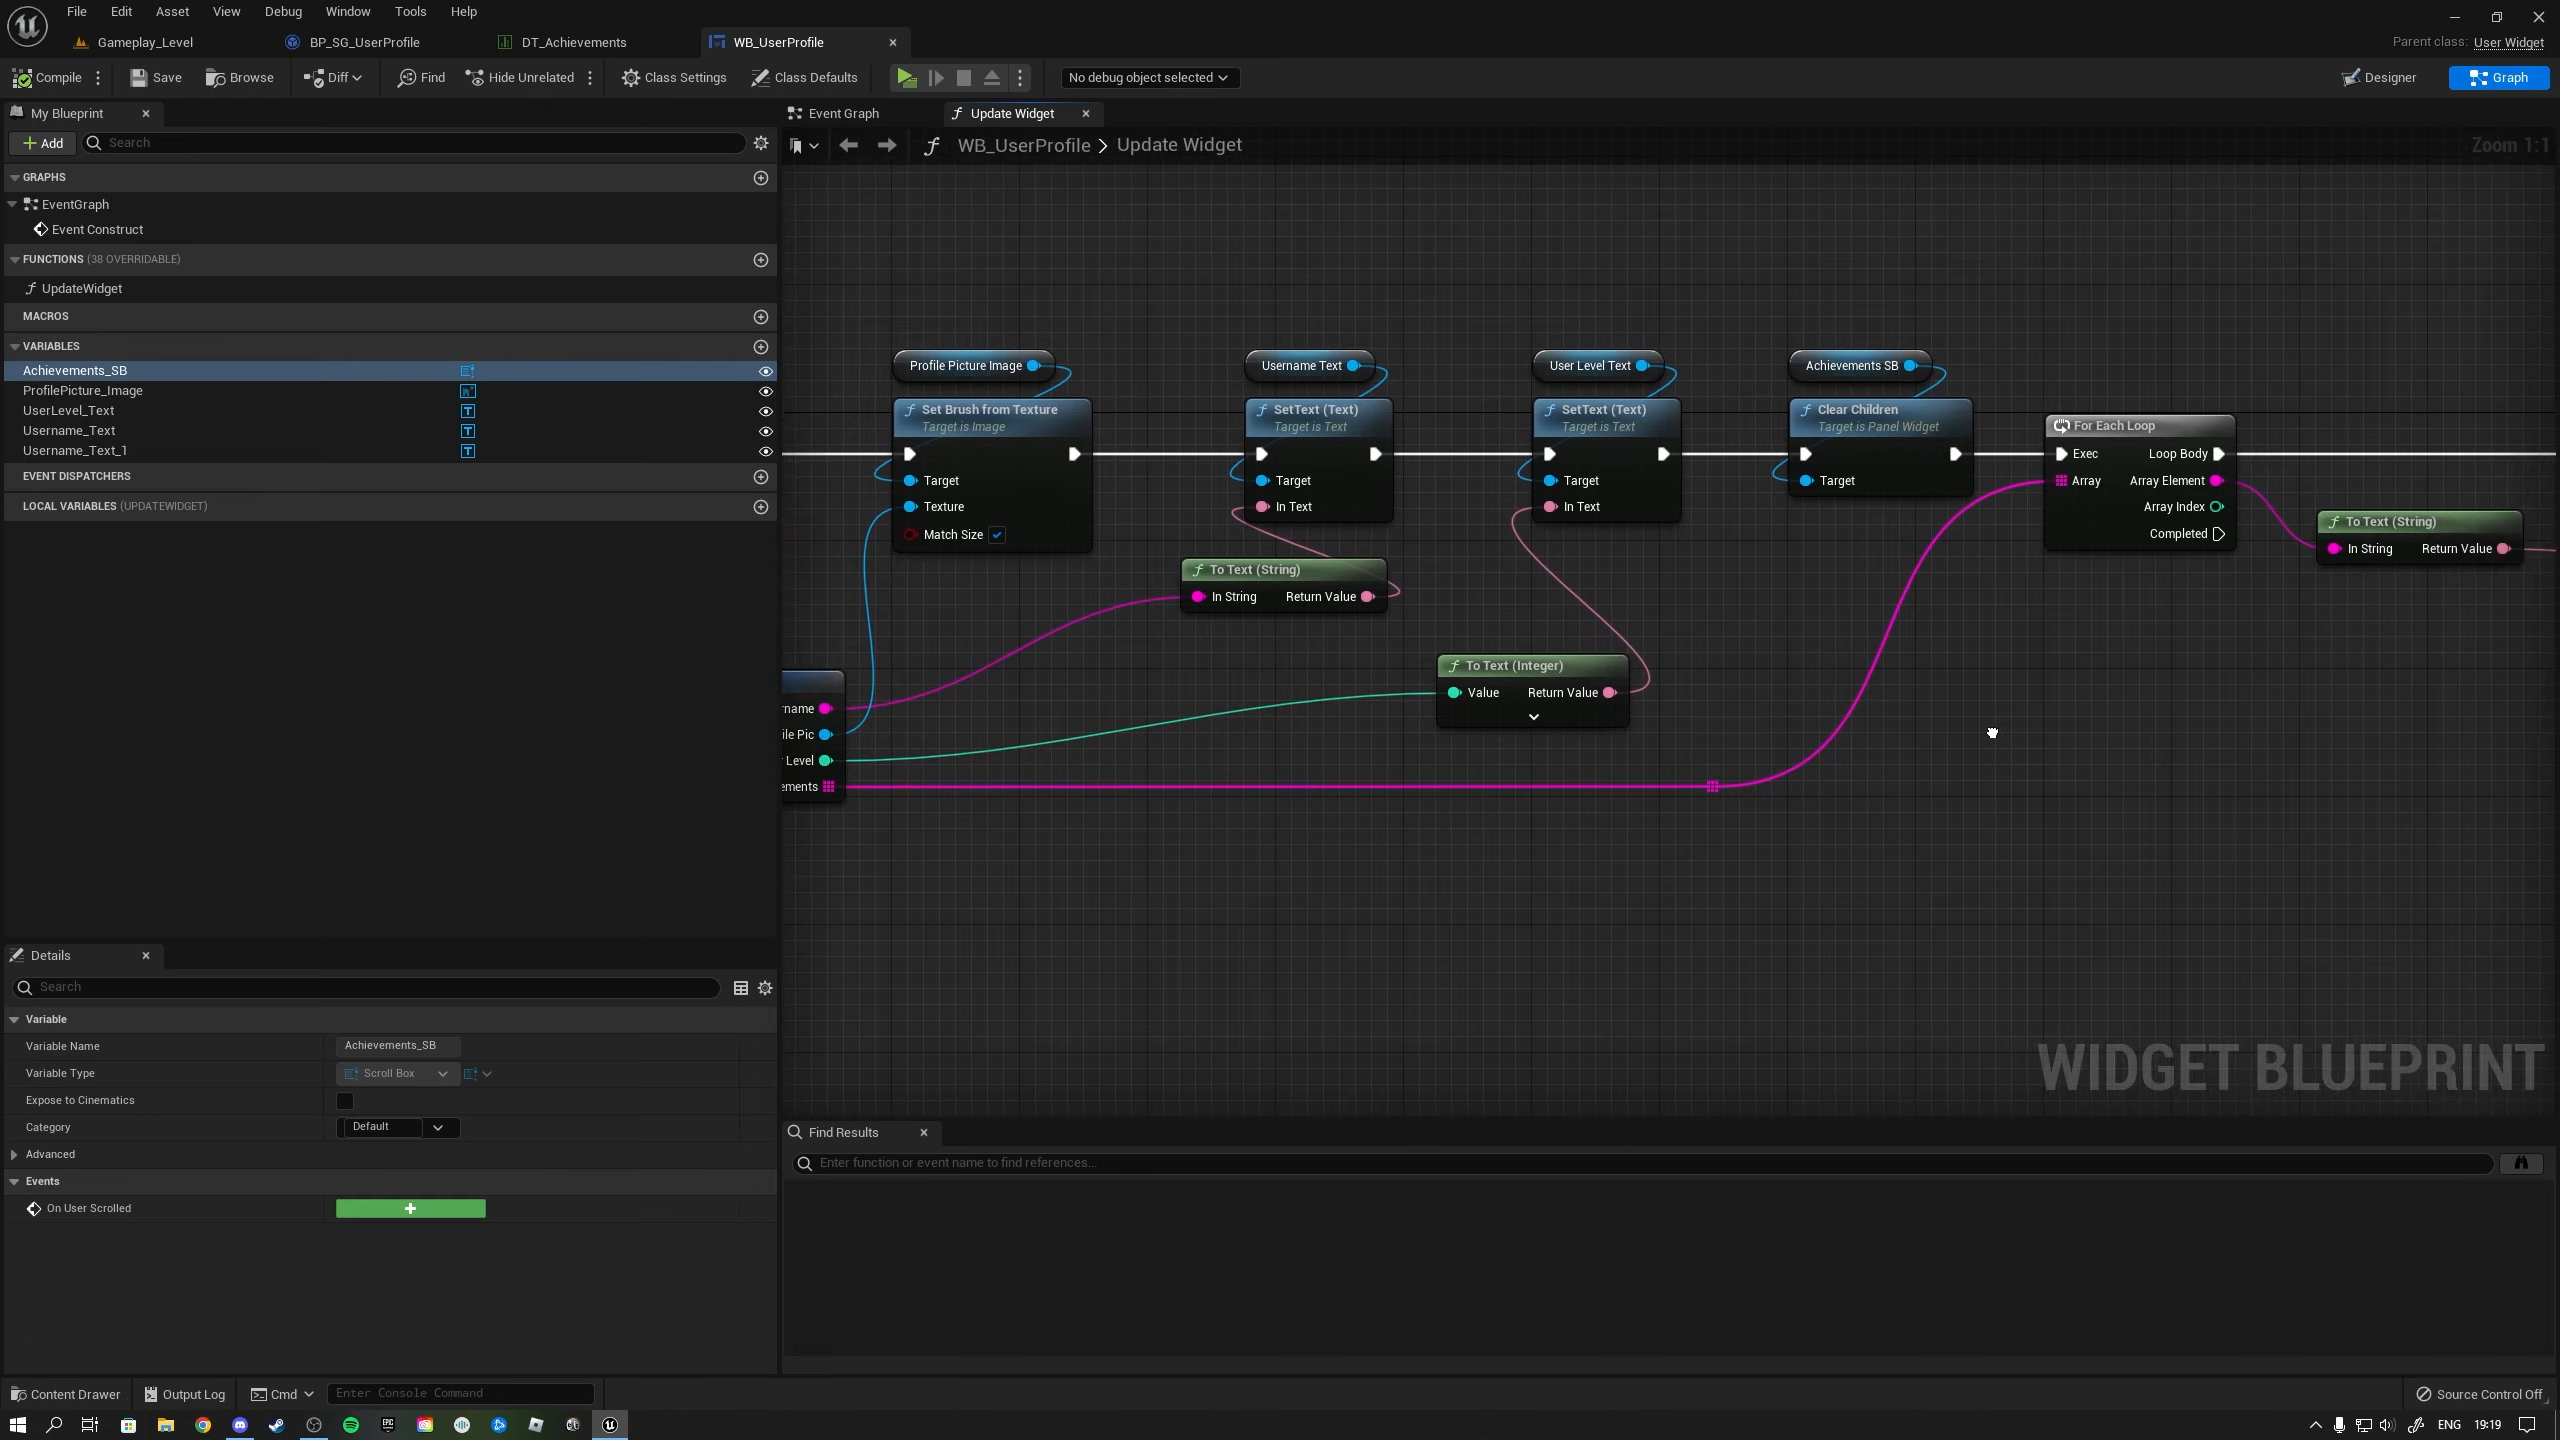 File Edit Asset View Debug Window Tools Help
Gameplay_Level BP_SG_UserProfile DT_Achievements WB_UserProfile
Parent class: User Widget
Compile Save Browse Diff Find Hide Unrelated Class Settings Class Defaults No debug object selected Designer Graph
My Blueprint
Add Search
GRAPHS
EventGraph
Event Construct
FUNCTIONS (38 OVERRIDABLE)
UpdateWidget
MACROS
VARIABLES
Achievements_SB
ProfilePicture_Image
UserLevel_Text
Username_Text
Username_Text_1
EVENT DISPATCHERS
LOCAL VARIABLES (UPDATEWIDGET)
Details
Search
Variable
Variable Name Achievements_SB
Variable Type Scroll Box
Expose to Cinematics
Category Default
Advanced
Events
On User Scrolled
Event Graph Update Widget
WB_UserProfile > Update Widget
Zoom 1:1
Profile Picture Image
Set Brush from Texture
Target is Image
Target
Texture
Match Size
Username Text
SetText (Text)
Target is Text
Target
In Text
To Text (String)
In String Return Value
User Level Text
SetText (Text)
Target is Text
Target
In Text
To Text (Integer)
Value Return Value
Achievements SB
Clear Children
Target is Panel Widget
Target
For Each Loop
Exec Loop Body
Array Array Element
Array Index
Completed
To Text (String)
In String Return Value
rname
ile Pic
Level
ements
WIDGET BLUEPRINT
Find Results
Enter function or event name to find references...
Content Drawer Output Log Cmd Enter Console Command Source Control Off
ENG 19:19